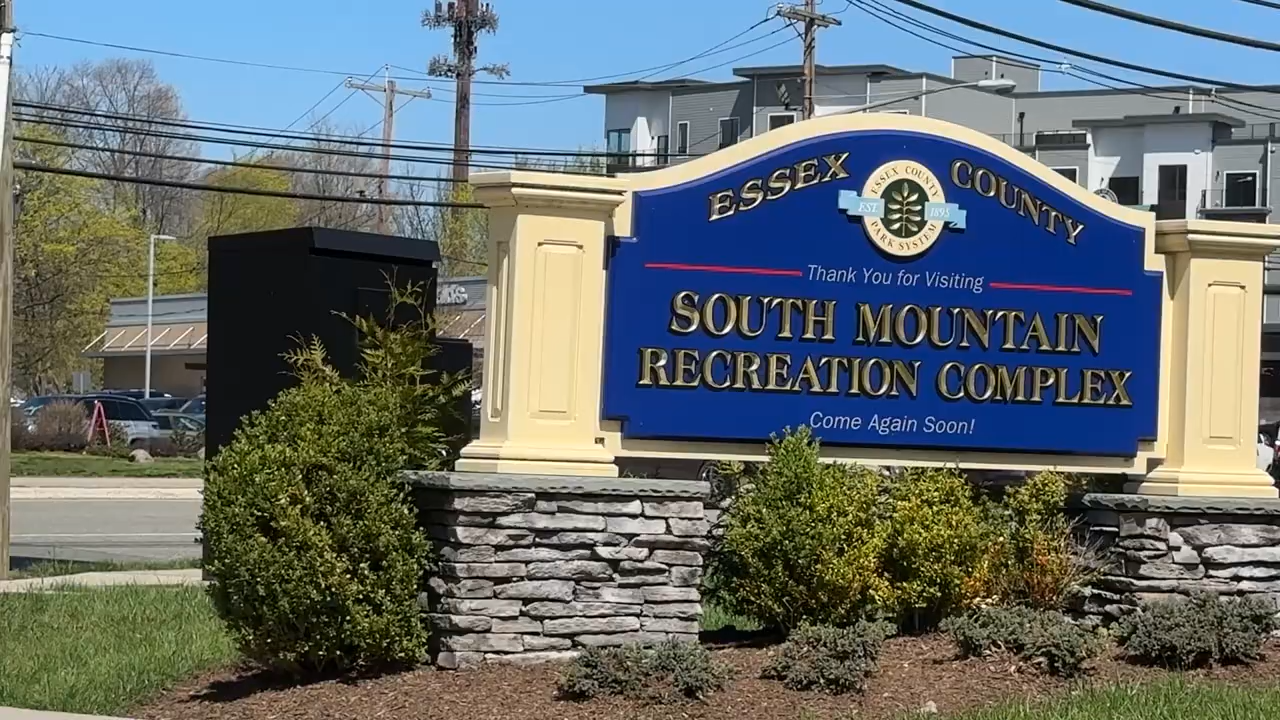 ESSEX COUNTY
ESSEX COUNTY
EST. 1895
PARK SYSTEM
Thank You for Visiting
SOUTH MOUNTAIN
RECREATION COMPLEX
Come Again Soon!